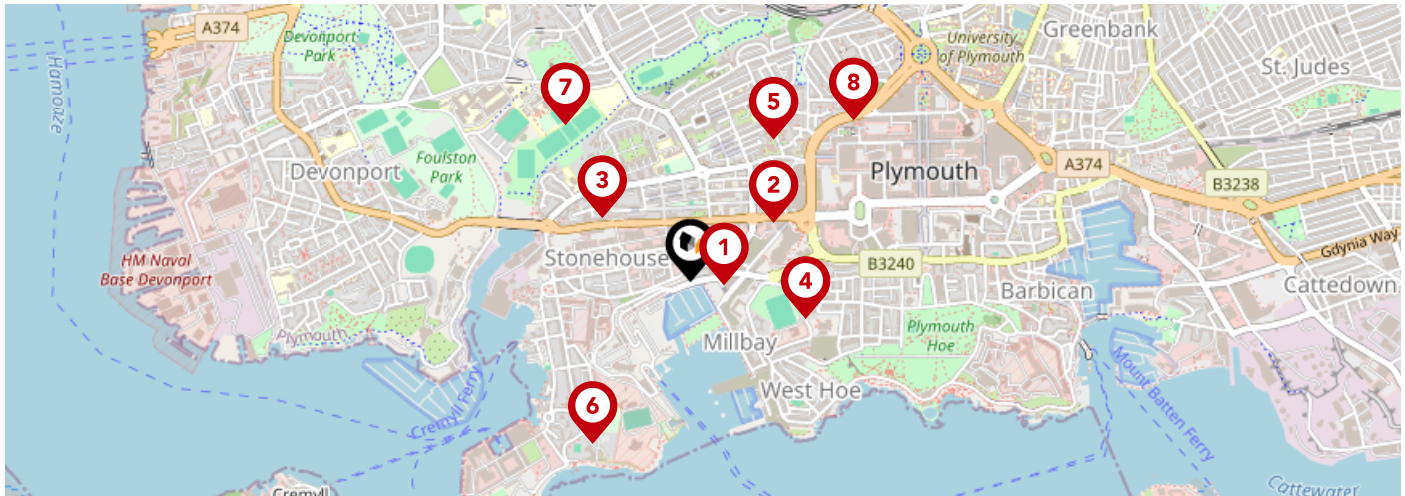 A374
Devonport
Park
University
of Plymouth
Greenbank
St. Judes
Hamoaze
7
5
8
Foulston
Park
Devonport
3
2
Plymouth
A374
B3238
HM Naval
Base Devonport
Stonehouse
1
B3240
4
Barbican
Gdynia Way
Cattedown
Plymouth
Millbay
Plymouth
Hoe
West Hoe
6
Cremyll Ferry
Mount Batten Ferry
Cremyll
Cattewater